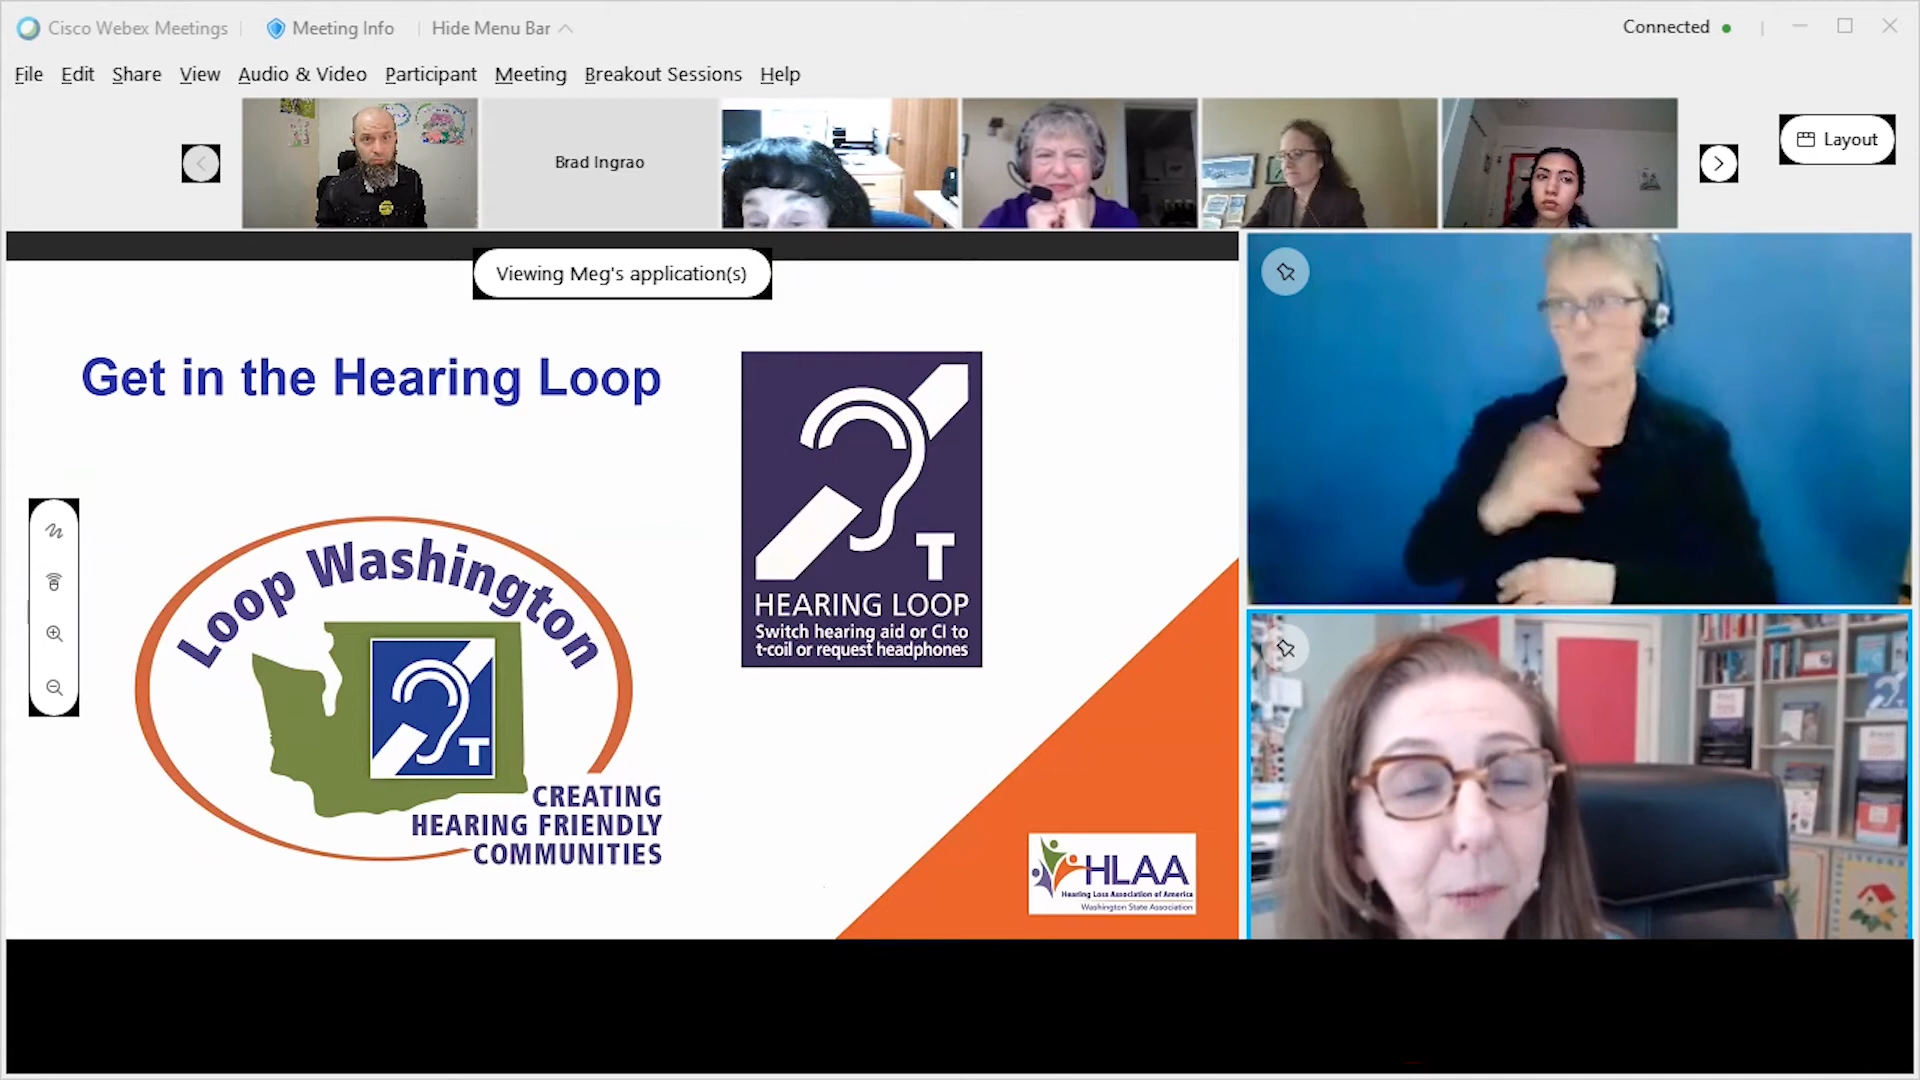 Cisco Webex Meetings
Meeting Info
Hide Menu Bar
Connected
File Edit Share View Audio & Video Participant Meeting Breakout Sessions Help
Brad Ingrao
Layout
Viewing Meg's application(s)
Get in the Hearing Loop
T
HEARING LOOP
Switch hearing aid or CI to
t-coil or request headphones
Loop Washington
T
CREATING
HEARING FRIENDLY
COMMUNITIES
HLAA
Hearing Loss Association of America
Washington State Association